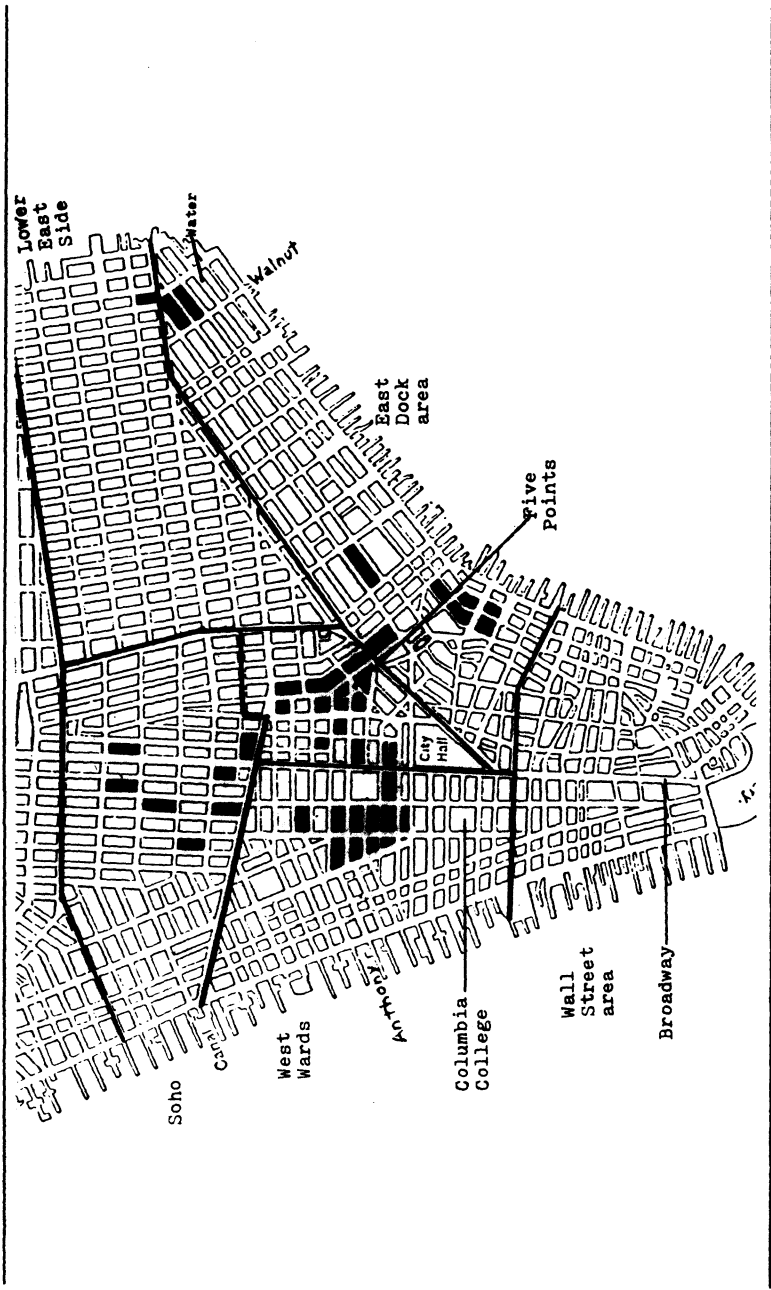 Lower
East
Side
Water
Walnut
East
Dock
area
Five
Points
City
Hall
Soho
Canal
West
Wards
Anthony
Columbia
College
Wall
Street
area
Broadway